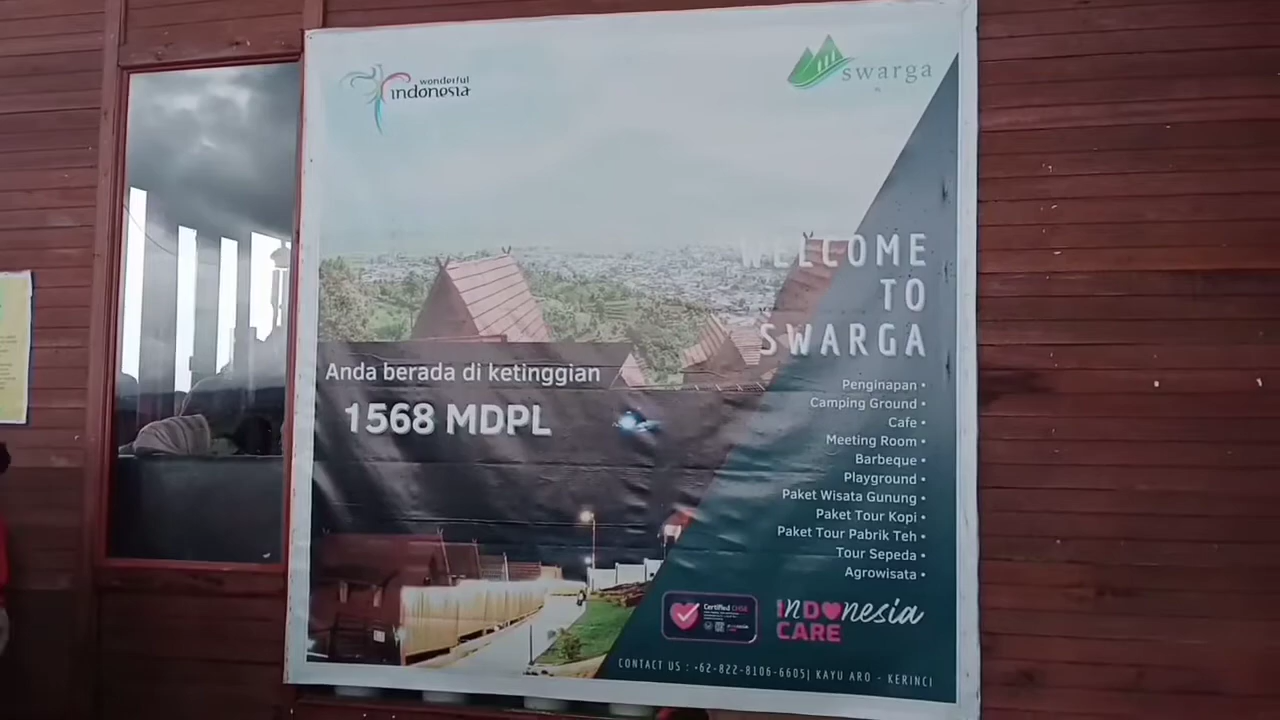 wonderful
indonesia
swarga
WELCOME
TO
SWARGA
Anda berada di ketinggian
1568 MDPL
Penginapan •
Camping Ground •
Cafe •
Meeting Room •
Barbeque •
Playground •
Paket Wisata Gunung •
Paket Tour Kopi •
Paket Tour Pabrik Teh •
Tour Sepeda •
Agrowisata •
Certified CHSE
INDONESIA
CARE
CONTACT US : +62-822-8106-6605| KAYU ARO - KERINCI